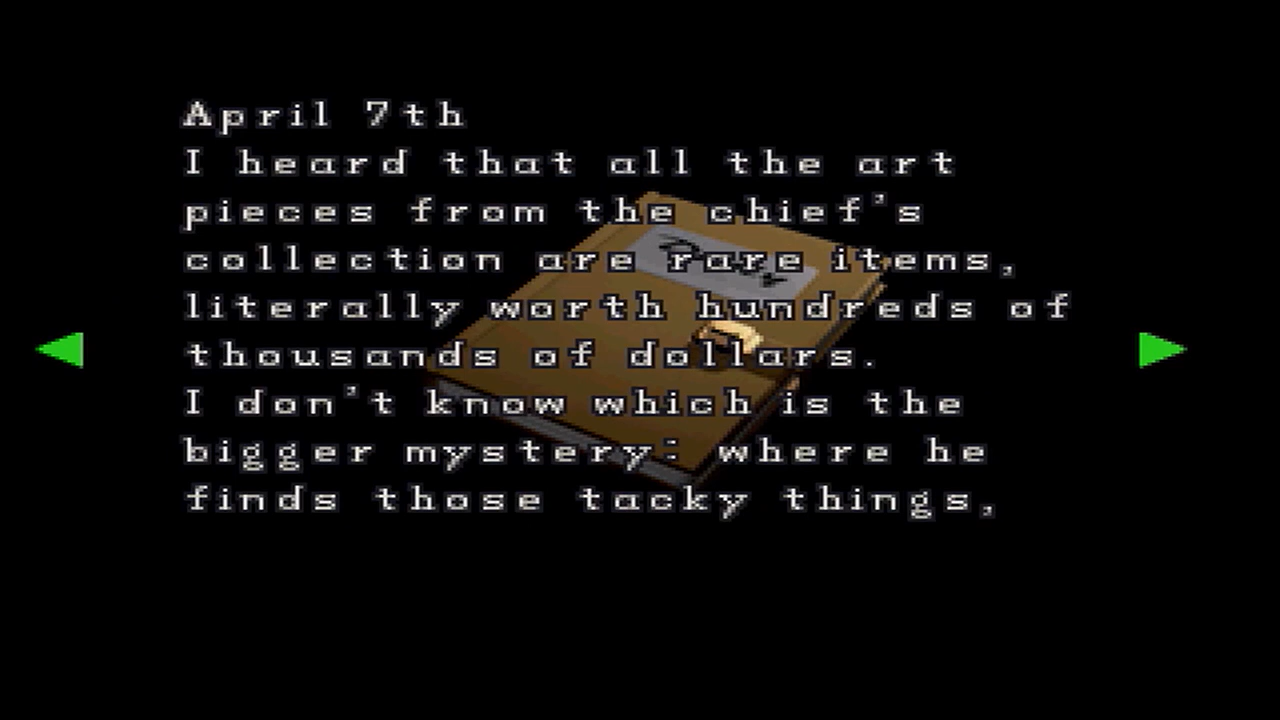 April 7th
I heard that all the art
pieces from the chief's
collection are rare items,
literally worth hundreds of
thousands of dollars.
I don't know which is the
bigger mystery: where he
finds those tacky things,
Diary